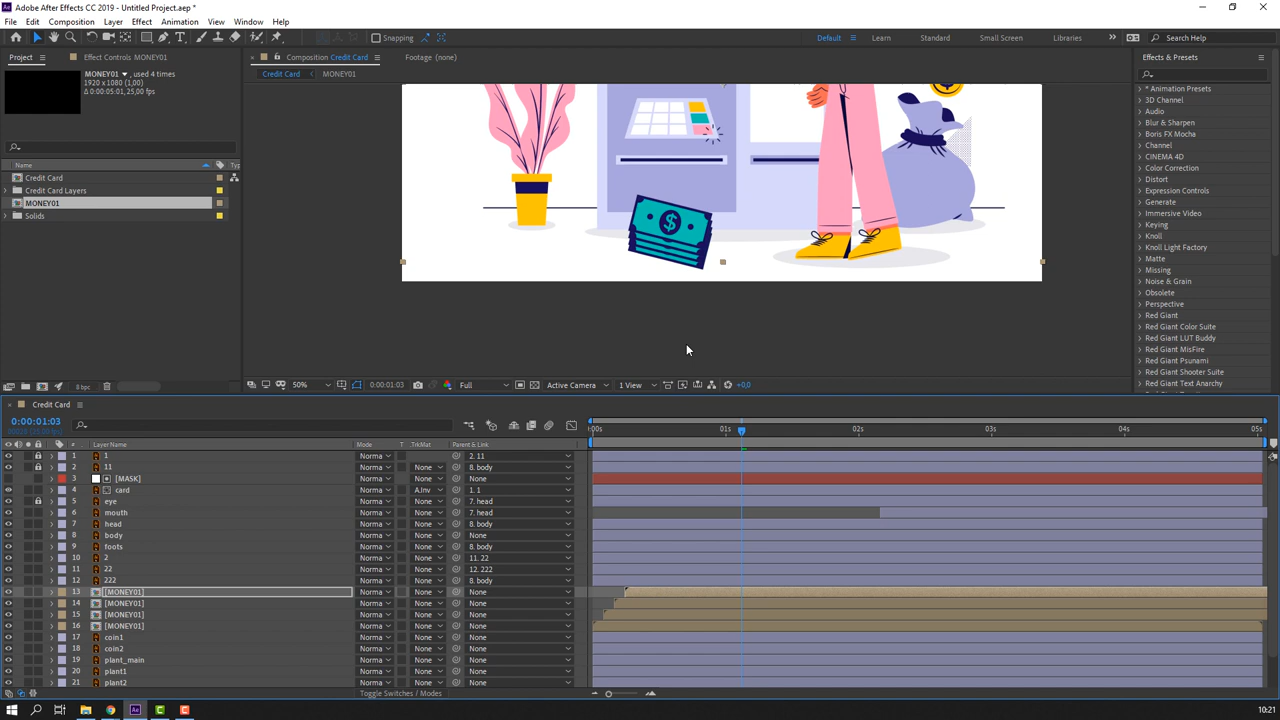 Adobe After Effects CC 2019 - Untitled Project.aep *
File Edit Composition Layer Effect Animation View Window Help
Snapping Default Learn Standard Small Screen Libraries Search Help
Project Effect Controls MONEY01 Composition Credit Card Footage (none) Effects & Presets
MONEY01 , used 4 times
1920 x 1080 (1,00)
Δ 0:00:05:01, 25,00 fps
Credit Card MONEY01
Name Typ
Credit Card
Credit Card Layers
MONEY01
Solids
* Animation Presets
3D Channel
Audio
Blur & Sharpen
Boris FX Mocha
Channel
CINEMA 4D
Color Correction
Distort
Expression Controls
Generate
Immersive Video
Keying
Knoll
Knoll Light Factory
Matte
Missing
Noise & Grain
Obsolete
Perspective
Red Giant
Red Giant Color Suite
Red Giant LUT Buddy
Red Giant MisFire
Red Giant Psunami
Red Giant Shooter Suite
Red Giant Text Anarchy
$
8 bpc 50% 0:00:01:03 Full Active Camera 1 View +0,0
Credit Card
0:00:01:03
:00s 01s 02s 03s 04s 05s
# Layer Name Mode T .TrkMat Parent & Link
1 1 Norma 2. 11
2 11 Norma None 8. body
3 [MASK] Norma None None
4 card Norma A.Inv 1. 1
5 eye Norma None 7. head
6 mouth Norma None 7. head
7 head Norma None 8. body
8 body Norma None None
9 foots Norma None 8. body
10 2 Norma None 11. 22
11 22 Norma None 12. 222
12 222 Norma None 8. body
13 [MONEY01] Norma None None
14 [MONEY01] Norma None None
15 [MONEY01] Norma None None
16 [MONEY01] Norma None None
17 coin1 Norma None None
18 coin2 Norma None None
19 plant_main Norma None None
20 plant1 Norma None None
21 plant2 Norma None None
Toggle Switches / Modes
Ae 10:21